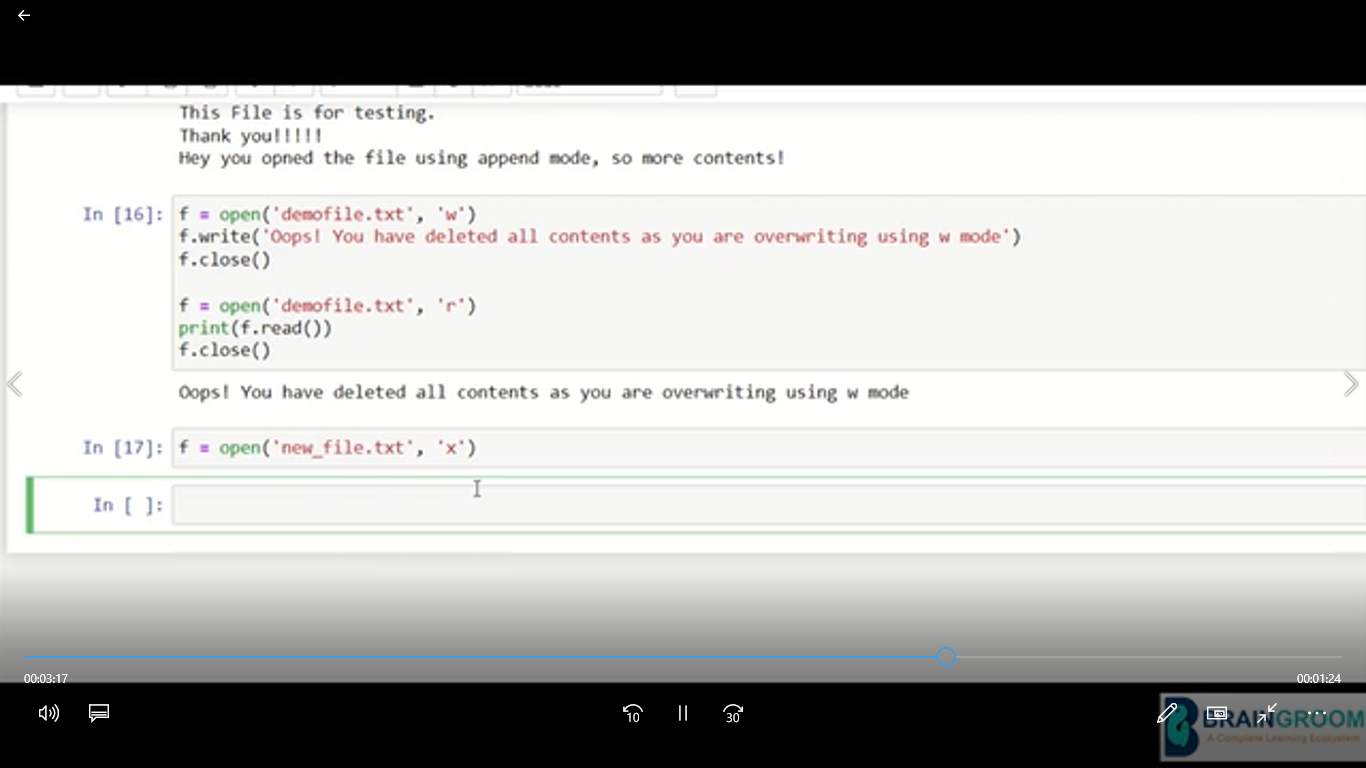 This File is for testing.
Thank you!!!!!
Hey you opned the file using append mode, so more contents!
In [16]:
f = open('demofile.txt', 'w')
f.write('Oops! You have deleted all contents as you are overwriting using w mode')
f.close()
f = open('demofile.txt', 'r')
print(f.read())
f.close()
Oops! You have deleted all contents as you are overwriting using w mode
In [17]:
f = open('new_file.txt', 'x')
In [ ]:
00:03:17
00:01:24
10
30
BRAINGROOM
A Complete Learning Ecosystem